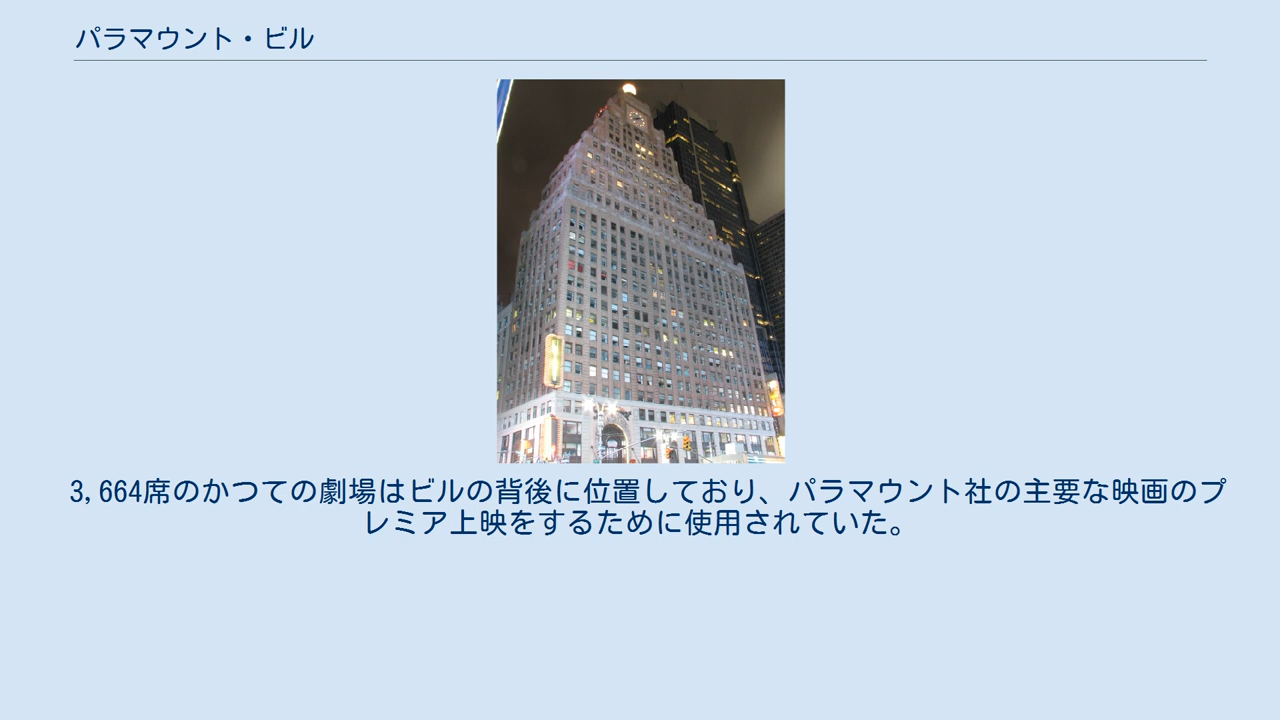 パラマウント・ビル
3,664席のかつての劇場はビルの背後に位置しており、パラマウント社の主要な映画のプ
レミア上映をするために使用されていた。